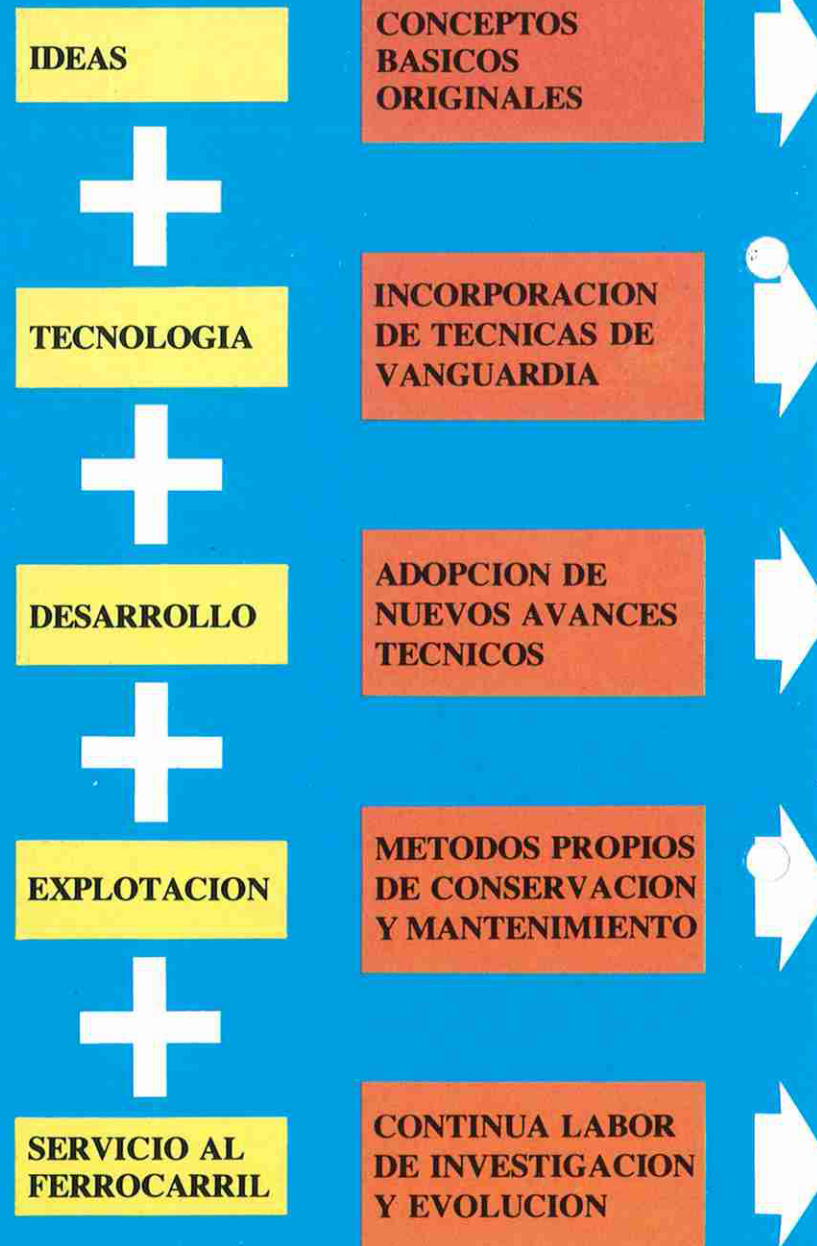 IDEAS
CONCEPTOS
BASICOS
ORIGINALES
TECNOLOGIA
INCORPORACION
DE TECNICAS DE
VANGUARDIA
DESARROLLO
ADOPCION DE
NUEVOS AVANCES
TECNICOS
EXPLOTACION
METODOS PROPIOS
DE CONSERVACION
Y MANTENIMIENTO
SERVICIO AL
FERROCARRIL
CONTINUA LABOR
DE INVESTIGACION
Y EVOLUCION